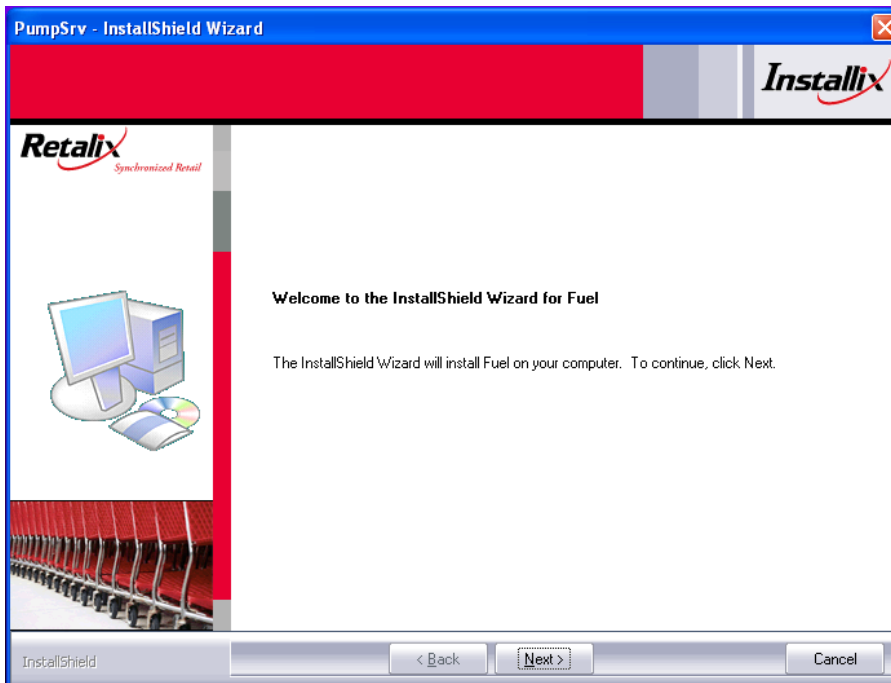 PumpSrv - InstallShield Wizard
Installix
Retalix
Synchronized Retail
Welcome to the InstallShield Wizard for Fuel
The InstallShield Wizard will install Fuel on your computer. To continue, click Next.
InstallShield
< Back
Next >
Cancel